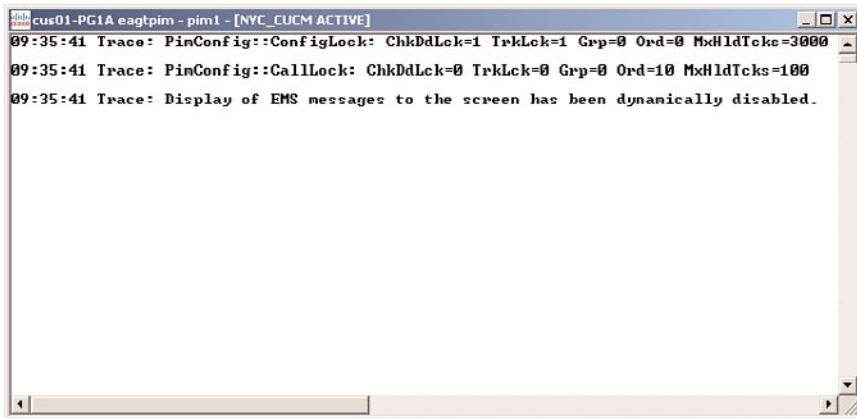 cus01-PG1A eagtpim - pim1 - [NYC_CUCM ACTIVE]
09:35:41 Trace: PimConfig::ConfigLock: ChkDdLck=1 TrkLck=1 Grp=0 Ord=0 MxHldTcks=3000
09:35:41 Trace: PimConfig::CallLock: ChkDdLck=0 TrkLck=0 Grp=0 Ord=10 MxHldTcks=100
09:35:41 Trace: Display of EMS messages to the screen has been dynamically disabled.